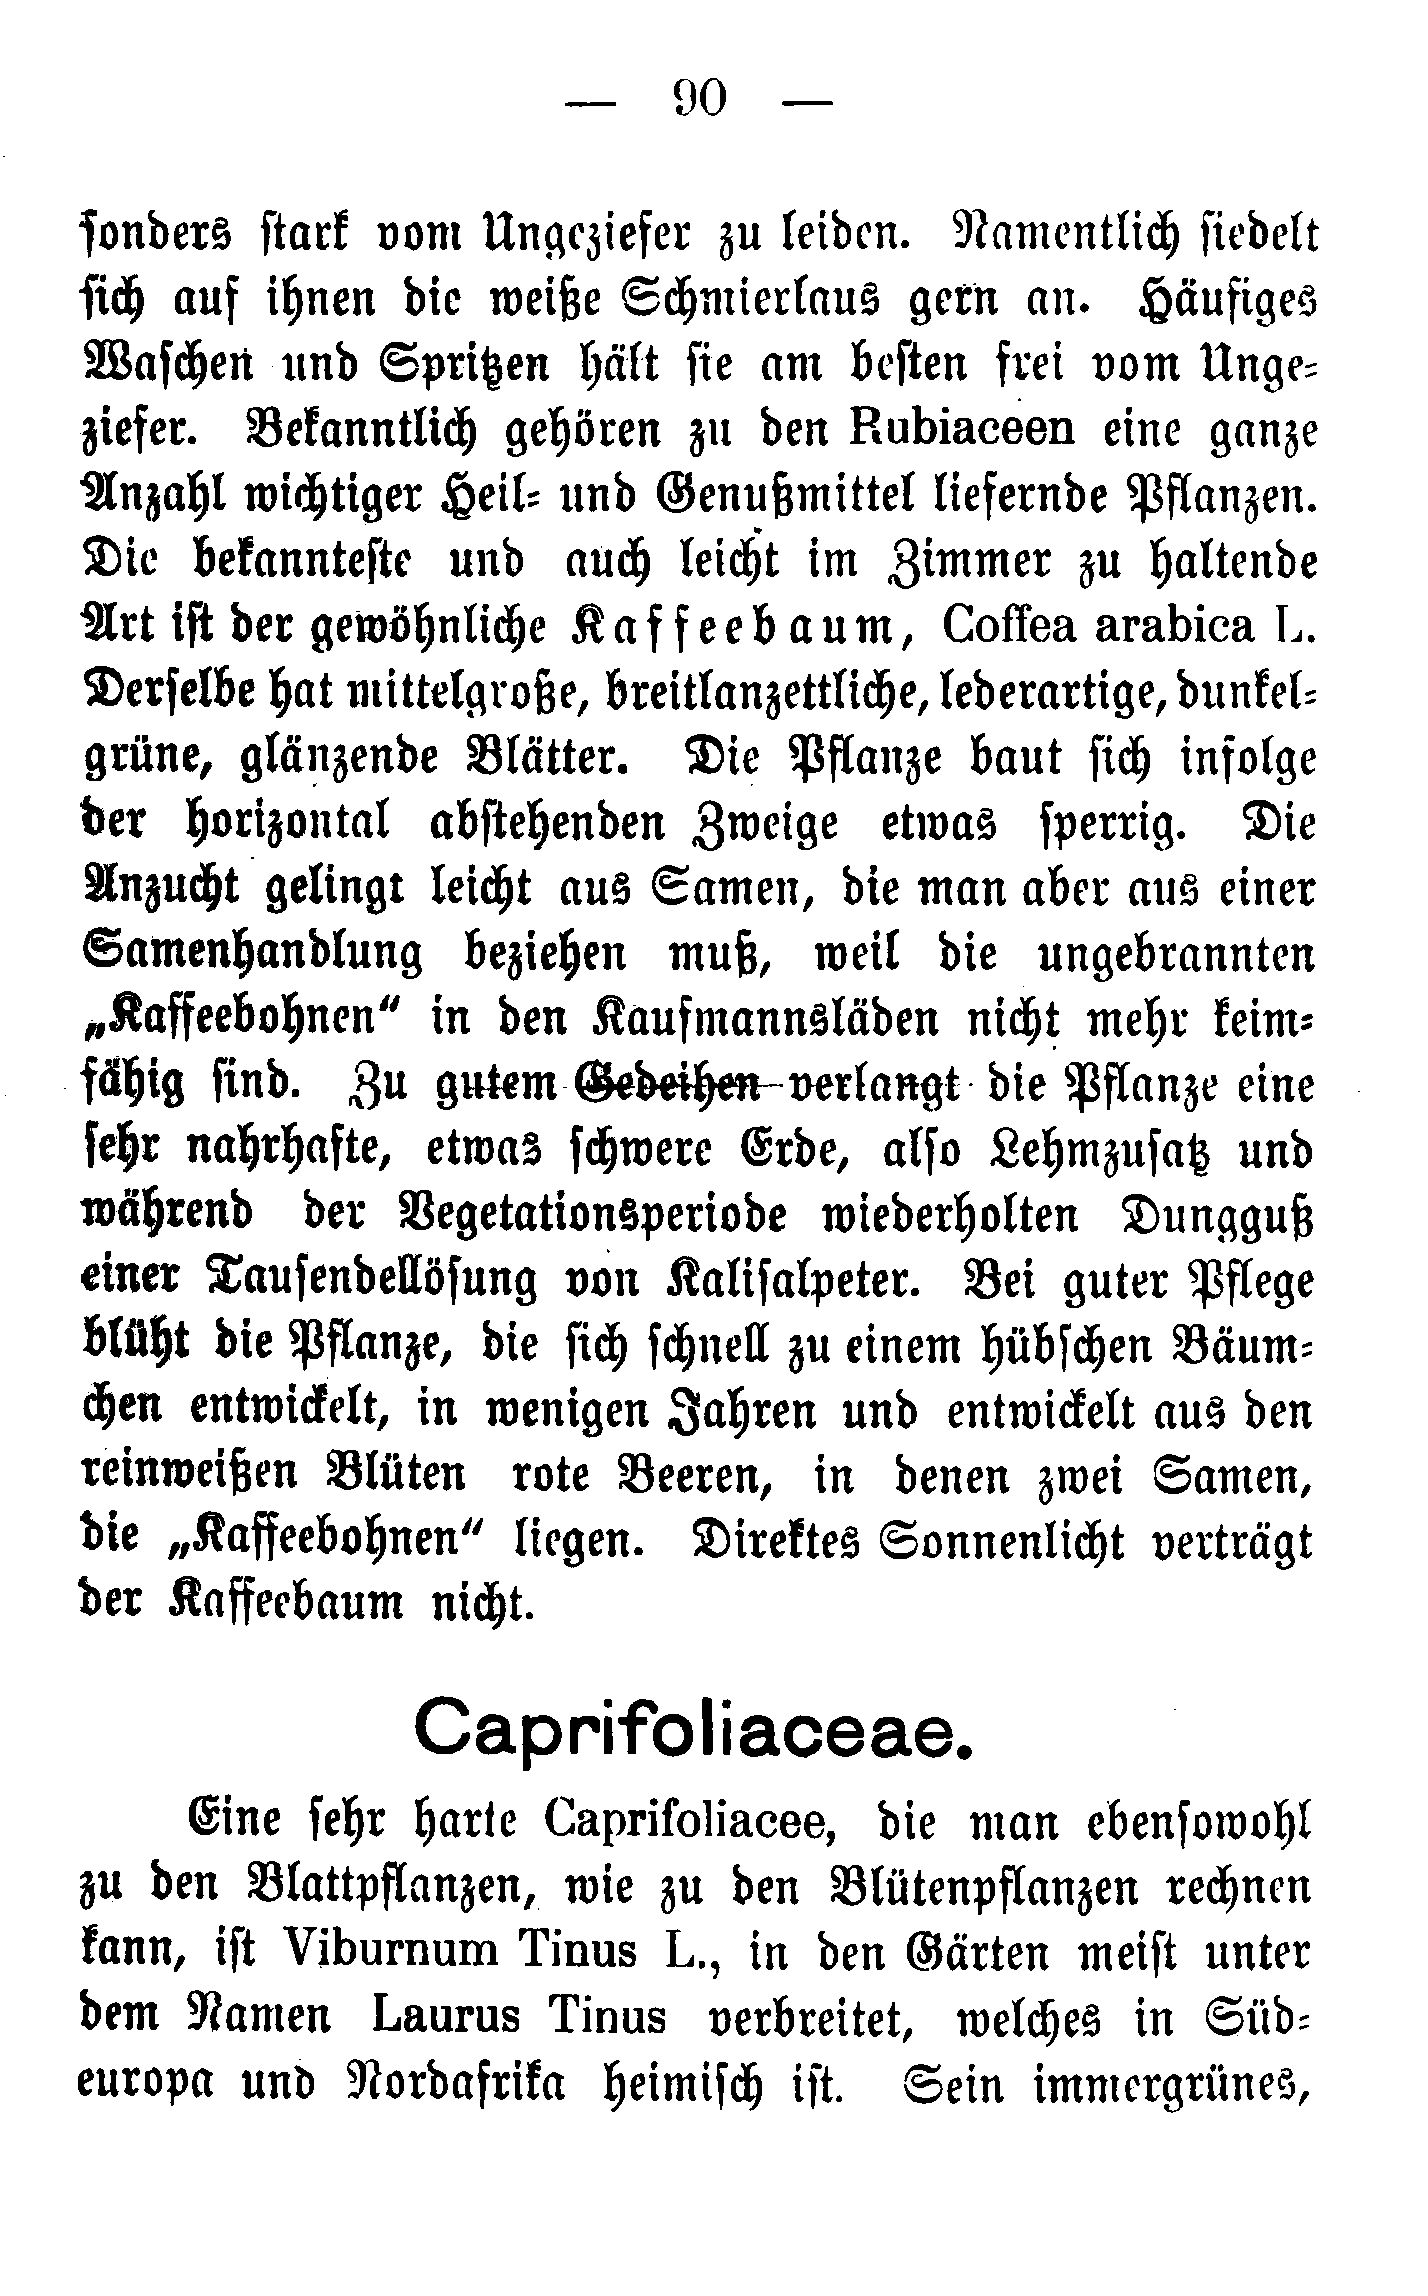 — 90 —
sonders stark vom Ungeziefer zu leiden. Namentlich siedelt
sich auf ihnen die weiße Schmierlaus gern an. Häufiges
Waschen und Spritzen hält sie am besten frei vom Unge-
ziefer. Bekanntlich gehören zu den Rubiaceen eine ganze
Anzahl wichtiger Heil- und Genußmittel liefernde Pflanzen.
Die bekannteste und auch leicht im Zimmer zu haltende
Art ist der gewöhnliche Kaffeebaum, Coffea arabica L.
Derselbe hat mittelgroße, breitlanzettliche, lederartige, dunkel-
grüne, glänzende Blätter. Die Pflanze baut sich infolge
der horizontal abstehenden Zweige etwas sperrig. Die
Anzucht gelingt leicht aus Samen, die man aber aus einer
Samenhandlung beziehen muß, weil die ungebrannten
„Kaffeebohnen“ in den Kaufmannsläden nicht mehr keim-
fähig sind. Zu gutem Gedeihen verlangt die Pflanze eine
sehr nahrhafte, etwas schwere Erde, also Lehmzusatz und
während der Vegetationsperiode wiederholten Dungguß
einer Tausendellösung von Kalisalpeter. Bei guter Pflege
blüht die Pflanze, die sich schnell zu einem hübschen Bäum-
chen entwickelt, in wenigen Jahren und entwickelt aus den
reinweißen Blüten rote Beeren, in denen zwei Samen,
die „Kaffeebohnen“ liegen. Direktes Sonnenlicht verträgt
der Kaffeebaum nicht.
Caprifoliaceae.
Eine sehr harte Caprifoliacee, die man ebensowohl
zu den Blattpflanzen, wie zu den Blütenpflanzen rechnen
kann, ist Viburnum Tinus L., in den Gärten meist unter
dem Namen Laurus Tinus verbreitet, welches in Süd-
europa und Nordafrika heimisch ist. Sein immergrünes,